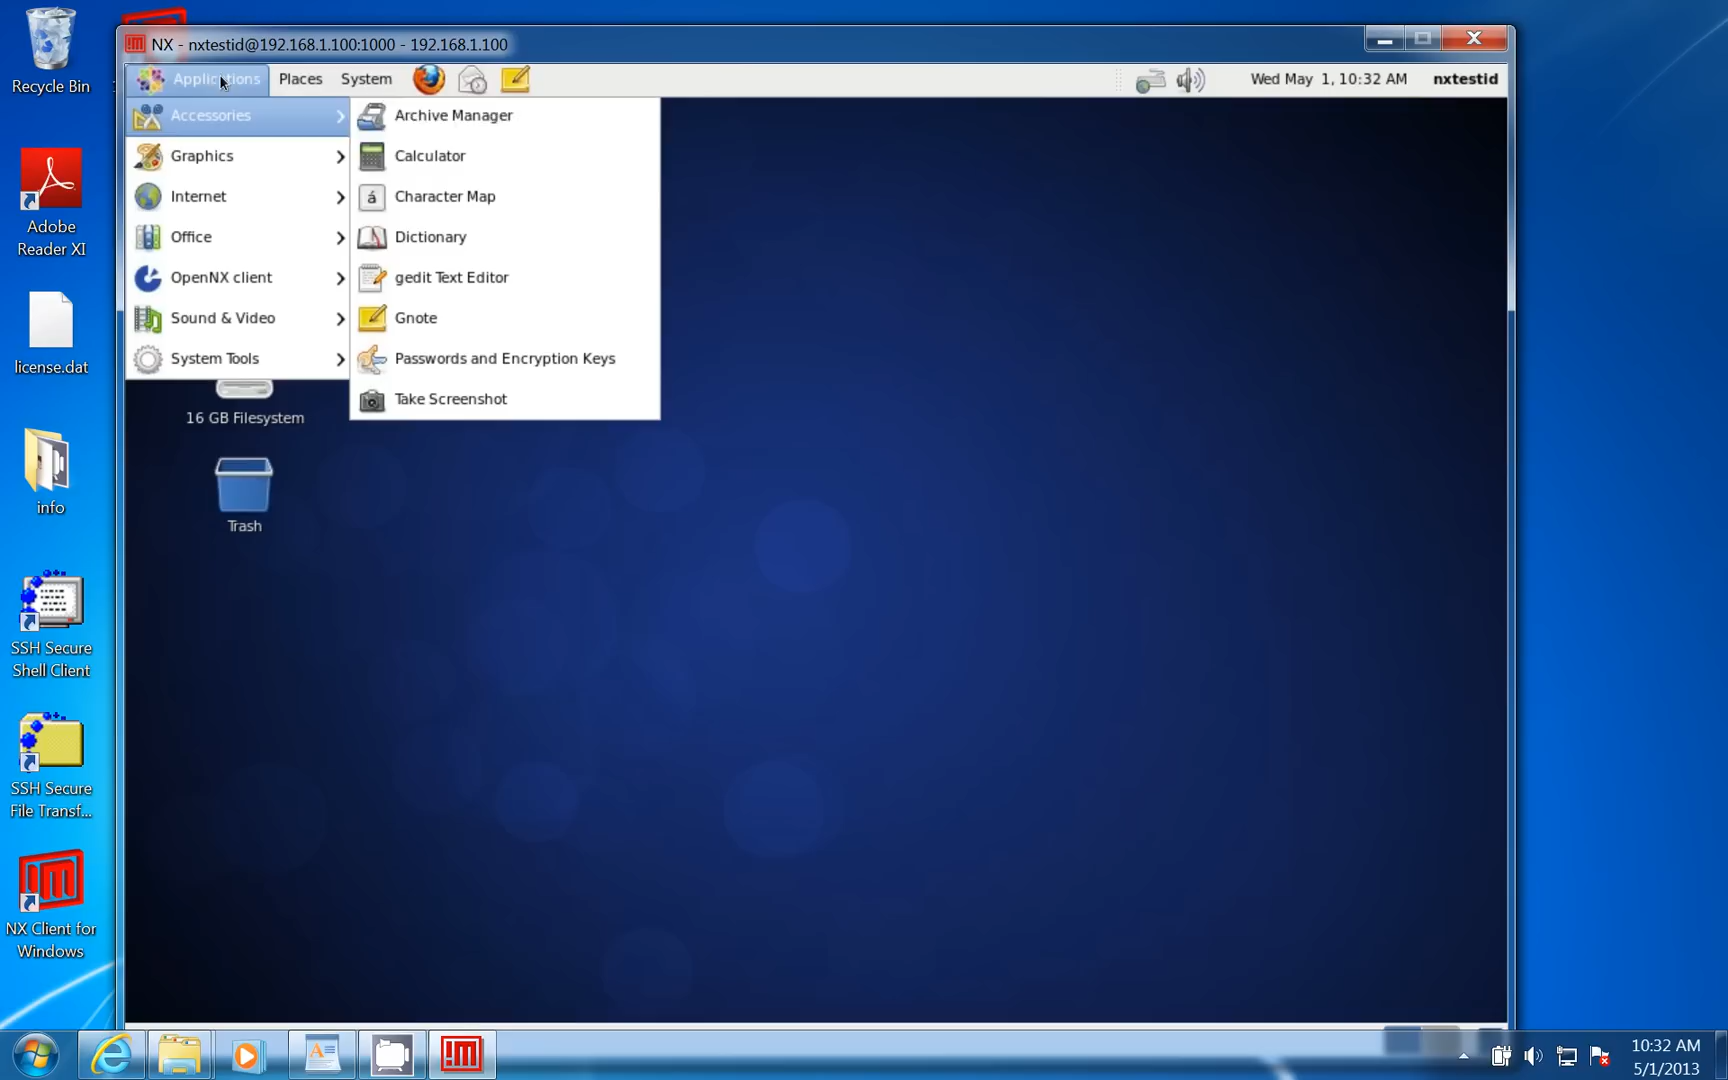 NX - nxtestid@192.168.1.100:1000 - 192.168.1.100
Applications
Places
System
Wed May 1, 10:32 AM
nxtestid
Accessories
Graphics
Internet
Office
OpenNX client
Sound & Video
System Tools
Archive Manager
Calculator
Character Map
Dictionary
gedit Text Editor
Gnote
Passwords and Encryption Keys
Take Screenshot
16 GB Filesystem
Trash
Recycle Bin
Adobe
Reader XI
license.dat
info
SSH Secure
Shell Client
SSH Secure
File Transf...
NX Client for
Windows
10:32 AM
5/1/2013